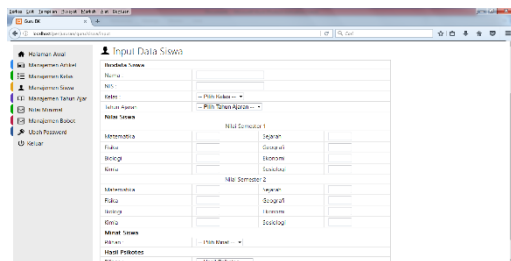 Guru BK
Halaman Awal
Manajemen Artikel
Manajemen Kelas
Manajemen Siswa
Manajemen Tahun Ajar
Nilai Minimal
Manajemen Bobot
Ubah Password
Keluar
Input Data Siswa
Biodata Siswa
Nama
NIS
Kelas -- Pilih Kelas --
Tahun Ajaran -- Pilih Tahun Ajaran --
Nilai Siswa
Nilai Semester 1
Matematika Sejarah
Fisika Geografi
Biologi Ekonomi
Kimia Sosiologi
Nilai Semester 2
Matematika Sejarah
Fisika Geografi
Biologi Ekonomi
Kimia Sosiologi
Minat Siswa
Pilihan -- Pilih Minat --
Hasil Psikotes